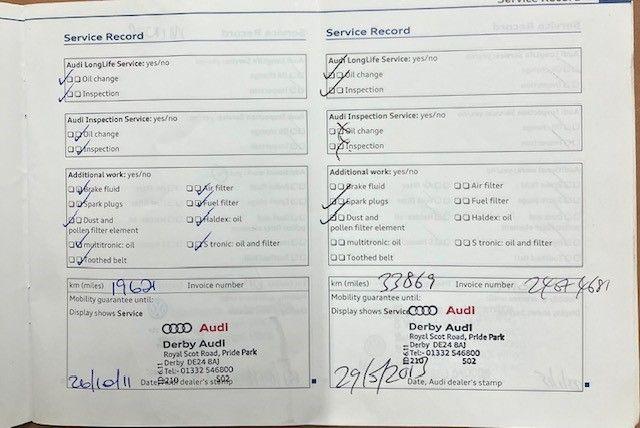 Service Record
Audi LongLife Service: yes/no
Oil change
Inspection
Audi Inspection Service: yes/no
Oil change
Inspection
Additional work: yes/no
Brake fluid Air filter
Spark plugs Fuel filter
Dust and Haldex: oil
pollen filter element
multitronic: oil S tronic: oil and filter
Toothed belt
km (miles) 19621 Invoice number
Mobility guarantee until:
Display shows Service
Audi
Derby Audi
Royal Scot Road, Pride Park
Derby DE24 8AJ
Tel:- 01332 546800
502
20/10/11 Date, Audi dealer's stamp
Service Record
Service Record
Audi LongLife Service: yes/no
Oil change
Inspection
Audi Inspection Service: yes/no
Oil change
Inspection
Additional work: yes/no
Brake fluid Air filter
Spark plugs Fuel filter
Dust and Haldex: oil
pollen filter element
multitronic: oil S tronic: oil and filter
Toothed belt
km (miles) 33869 Invoice number
Mobility guarantee until:
Display shows Service
Audi
Derby Audi
Royal Scot Road, Pride Park
Derby DE24 8AJ
Tel:- 01332 546800
502
29/5/2013 Date, Audi dealer's stamp